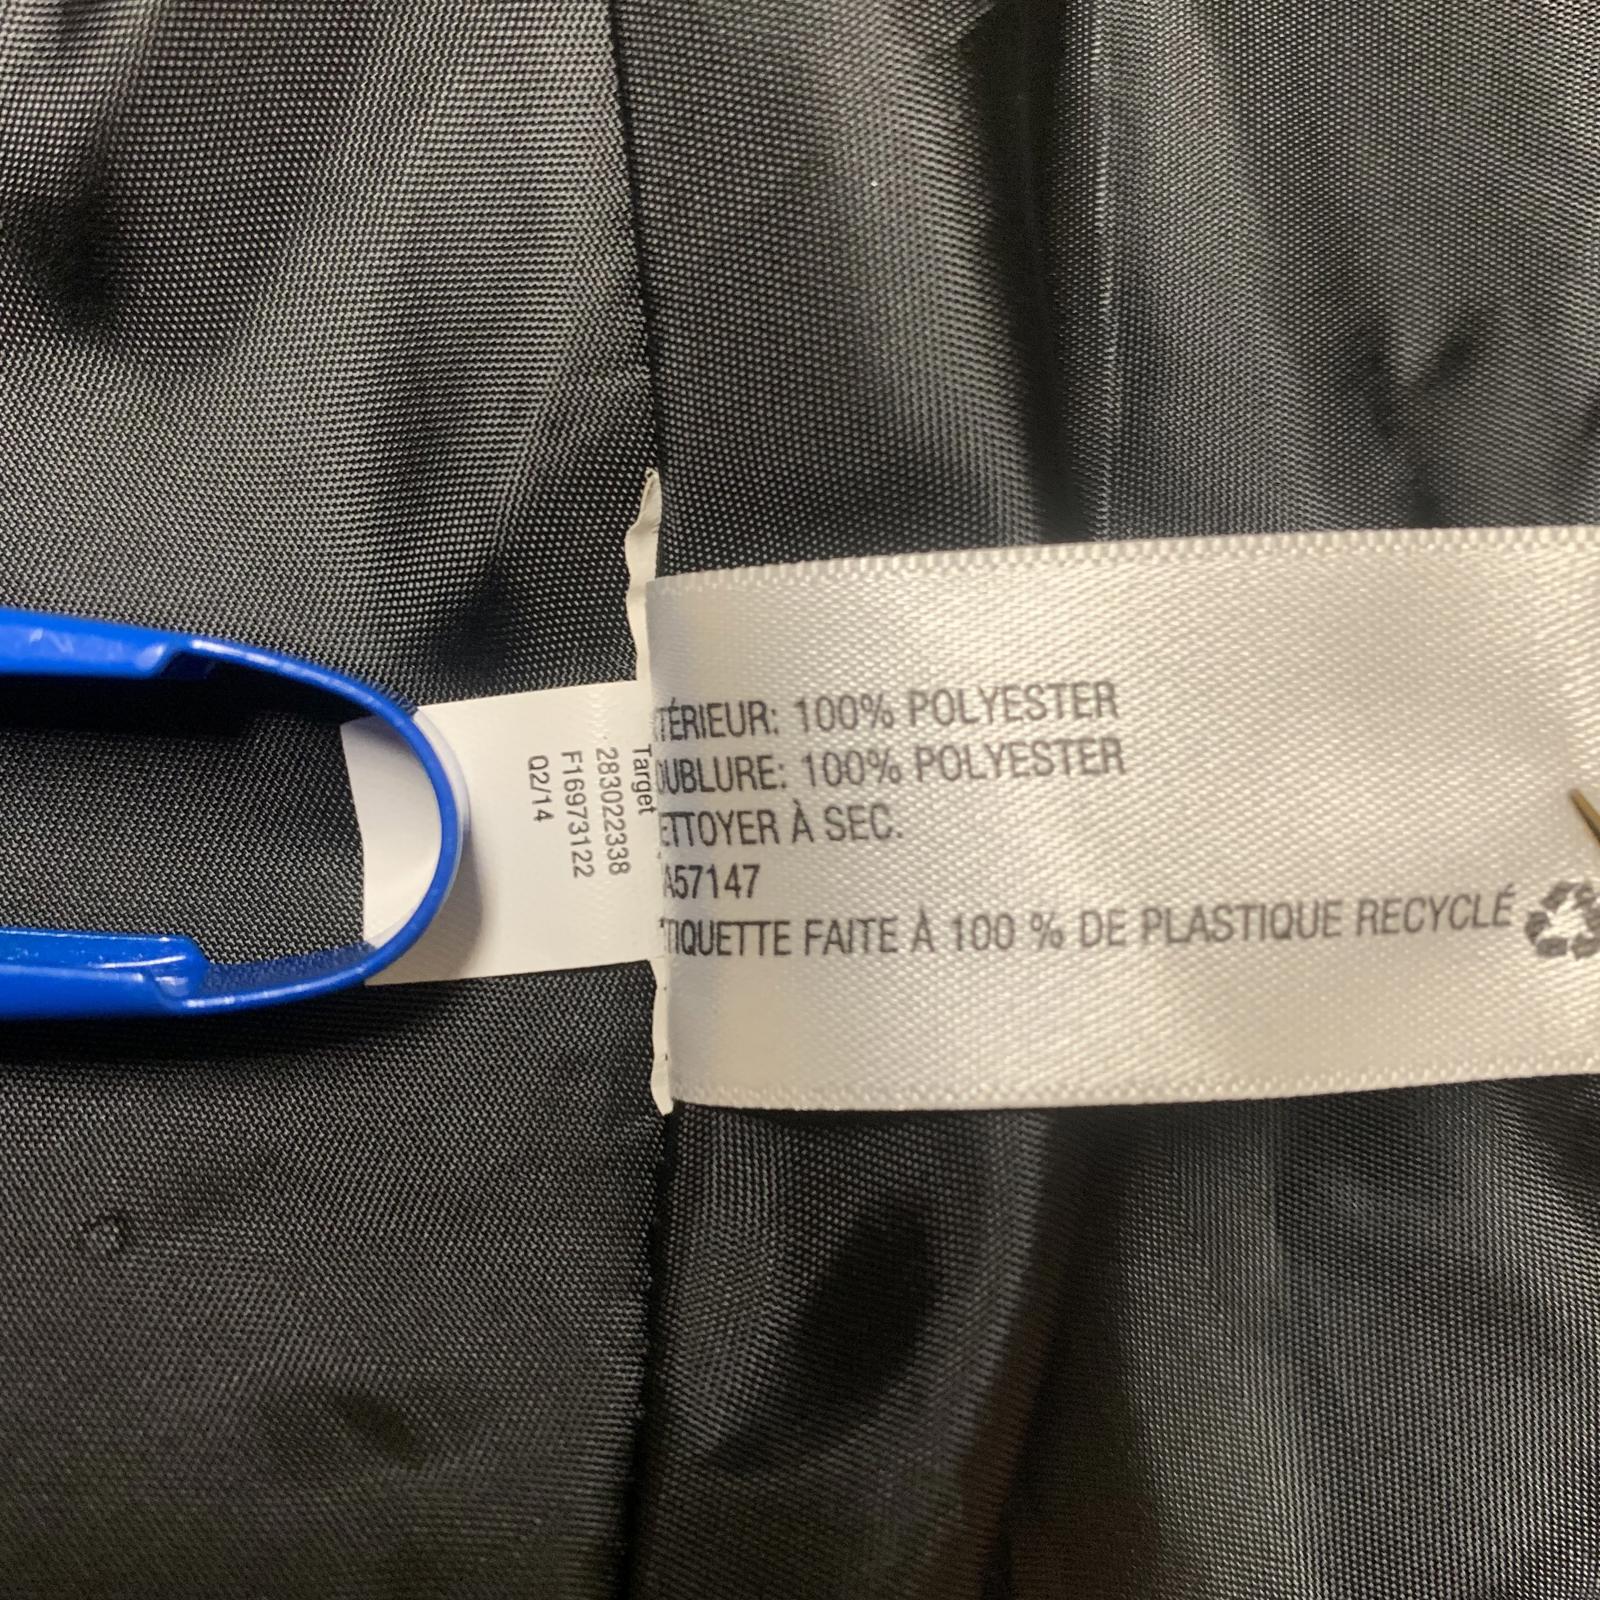 Target
283022338
F16973122
Q2/14
TÉRIEUR: 100% POLYESTER
OUBLURE: 100% POLYESTER
ETTOYER À SEC.
A57147
TIQUETTE FAITE À 100 % DE PLASTIQUE RECYCLÉ